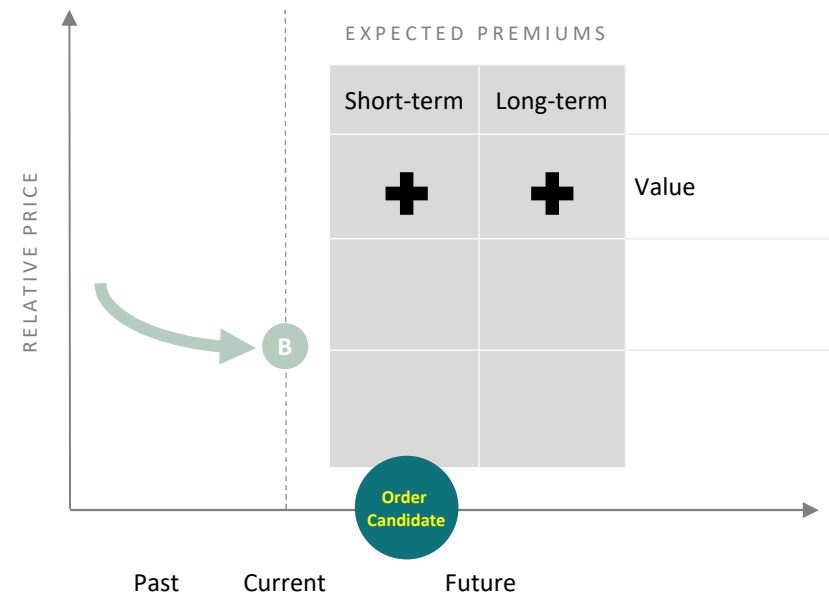 EXPECTED PREMIUMS
Short-term
Long-term
Value
RELATIVE PRICE
B
Order
Candidate
Past
Current
Future